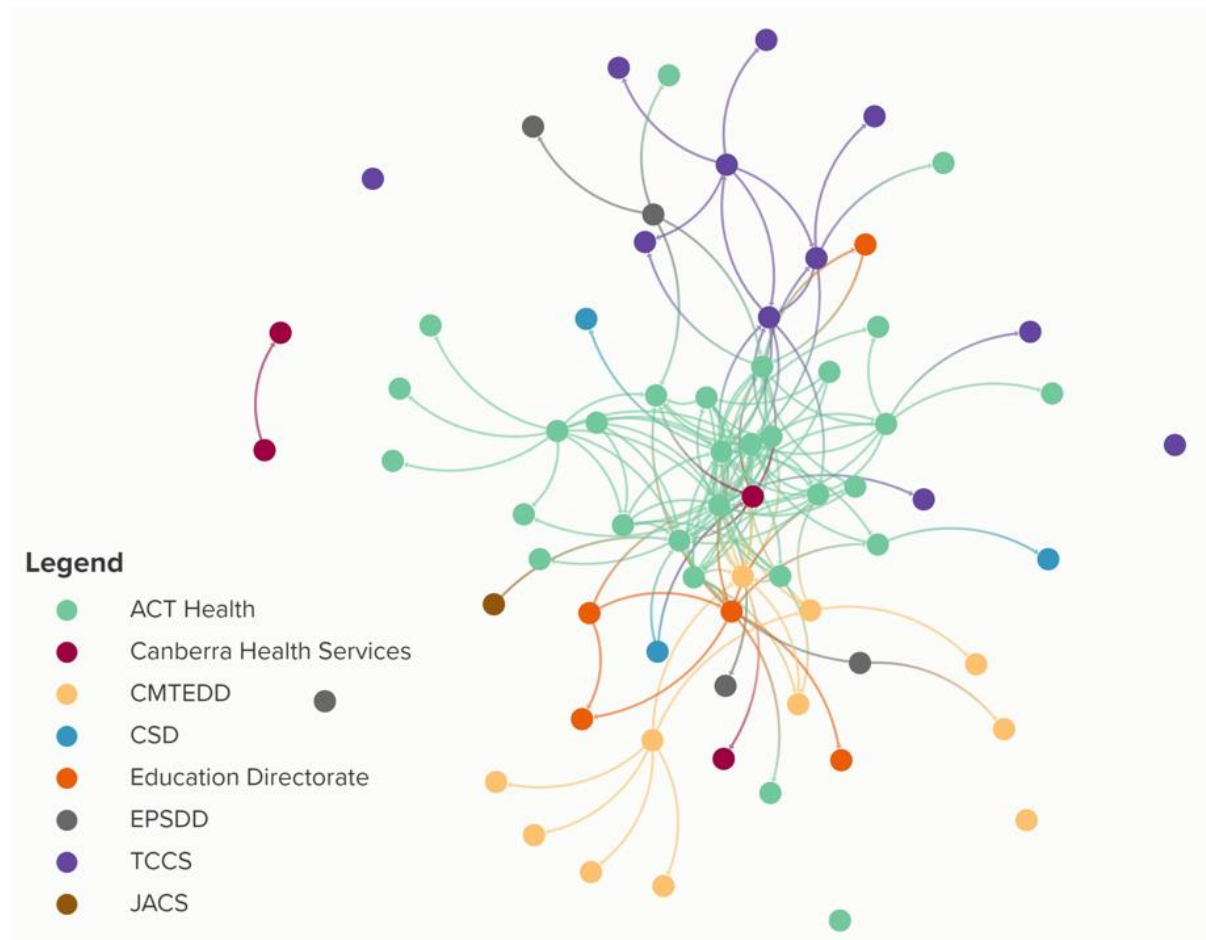 Legend
ACT Health
Canberra Health Services
CMTEDD
CSD
Education Directorate
EPSDD
TCCS
JACS